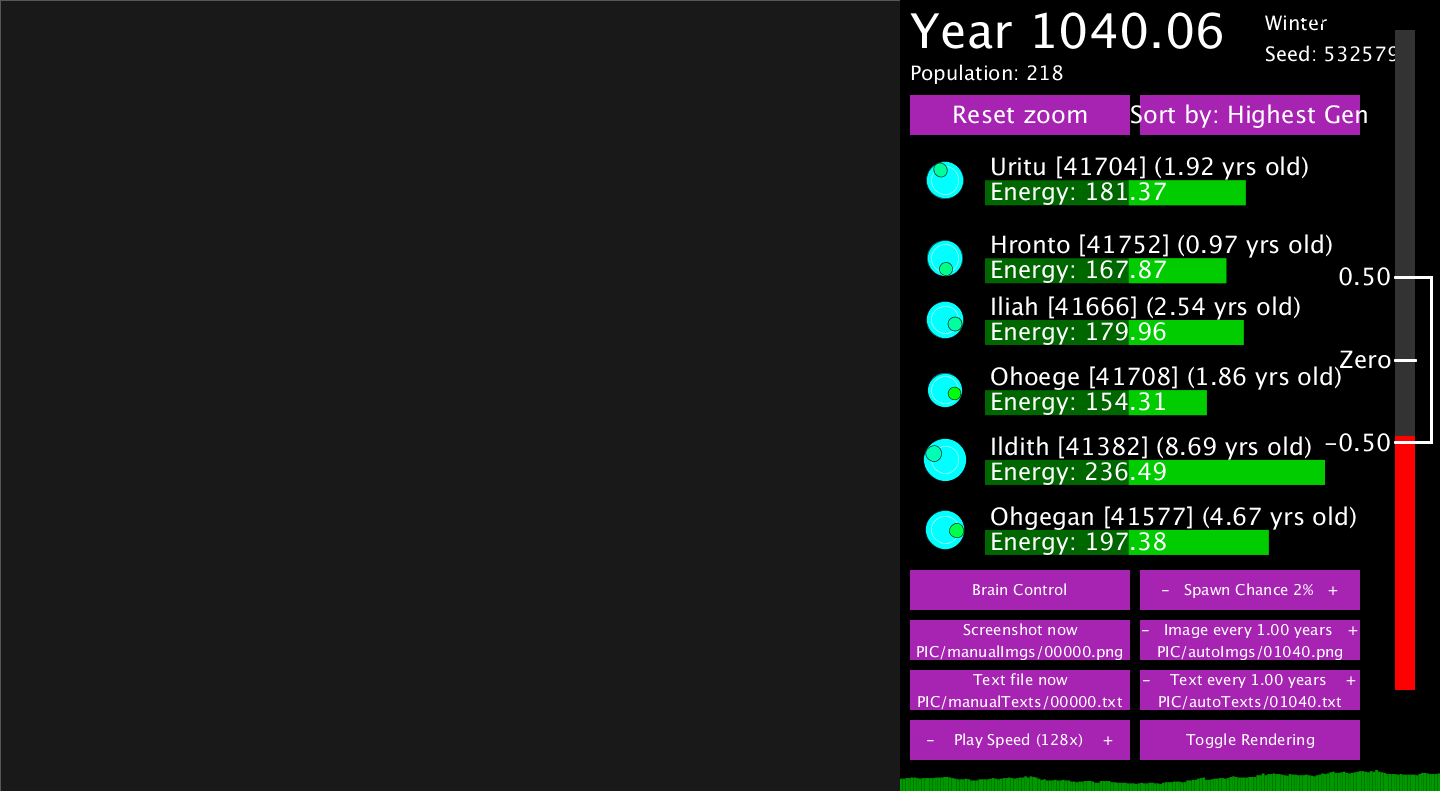 Year 1040.06
Winter
Seed: 532579
Population: 218
Reset zoom
Sort by: Highest Gen
Uritu [41704] (1.92 yrs old)
Energy: 181.37
Hronto [41752] (0.97 yrs old)
Energy: 167.87
0.50
Iliah [41666] (2.54 yrs old)
Energy: 179.96
Zero
Ohoege [41708] (1.86 yrs old)
Energy: 154.31
Ildith [41382] (8.69 yrs old)
−0.50
Energy: 236.49
Ohgegan [41577] (4.67 yrs old)
Energy: 197.38
Brain Control
- Spawn Chance 2% +
Screenshot now
PIC/manualImgs/00000.png
- Image every 1.00 years +
PIC/autoImgs/01040.png
Text file now
PIC/manualTexts/00000.txt
- Text every 1.00 years +
PIC/autoTexts/01040.txt
- Play Speed (128x) +
Toggle Rendering